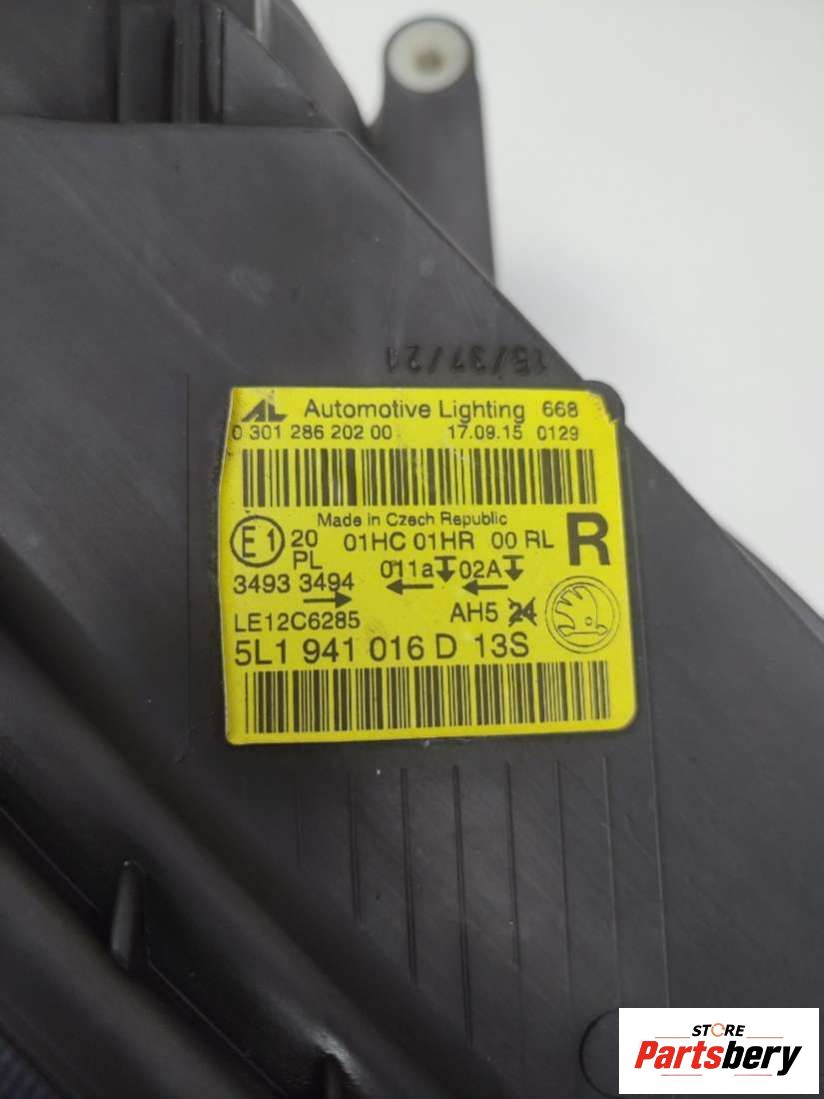 15/37/21
AL Automotive Lighting 668
0 301 286 202 00 17.09.15 0129
Made in Czech Republic
E1 20 01HC 01HR 00 RL R
PL 011a 02A
3493 3494
LE12C6285 AH5 24
5L1 941 016 D 13S
STORE
Partsbery